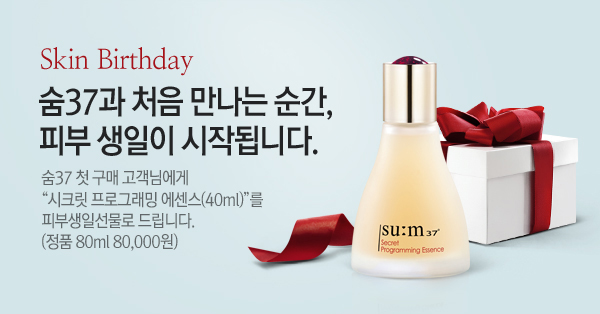 Skin Birthday
숨37과 처음 만나는 순간,
피부 생일이 시작됩니다.
숨37 첫 구매 고객님에게
“시크릿 프로그래밍 에센스(40ml)”를
피부생일선물로 드립니다.
(정품 80ml 80,000원)
su:m37°
Secret
Programming Essence